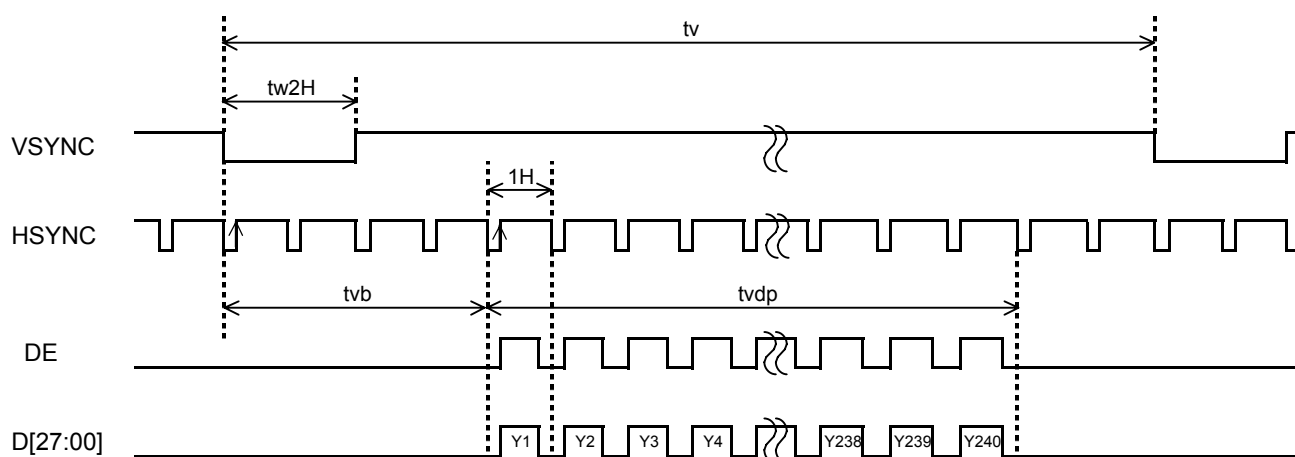 tv
tw2H
VSYNC
1H
HSYNC
tvb
tvdp
DE
D[27:00]
Y1
Y2
Y3
Y4
Y238
Y239
Y240